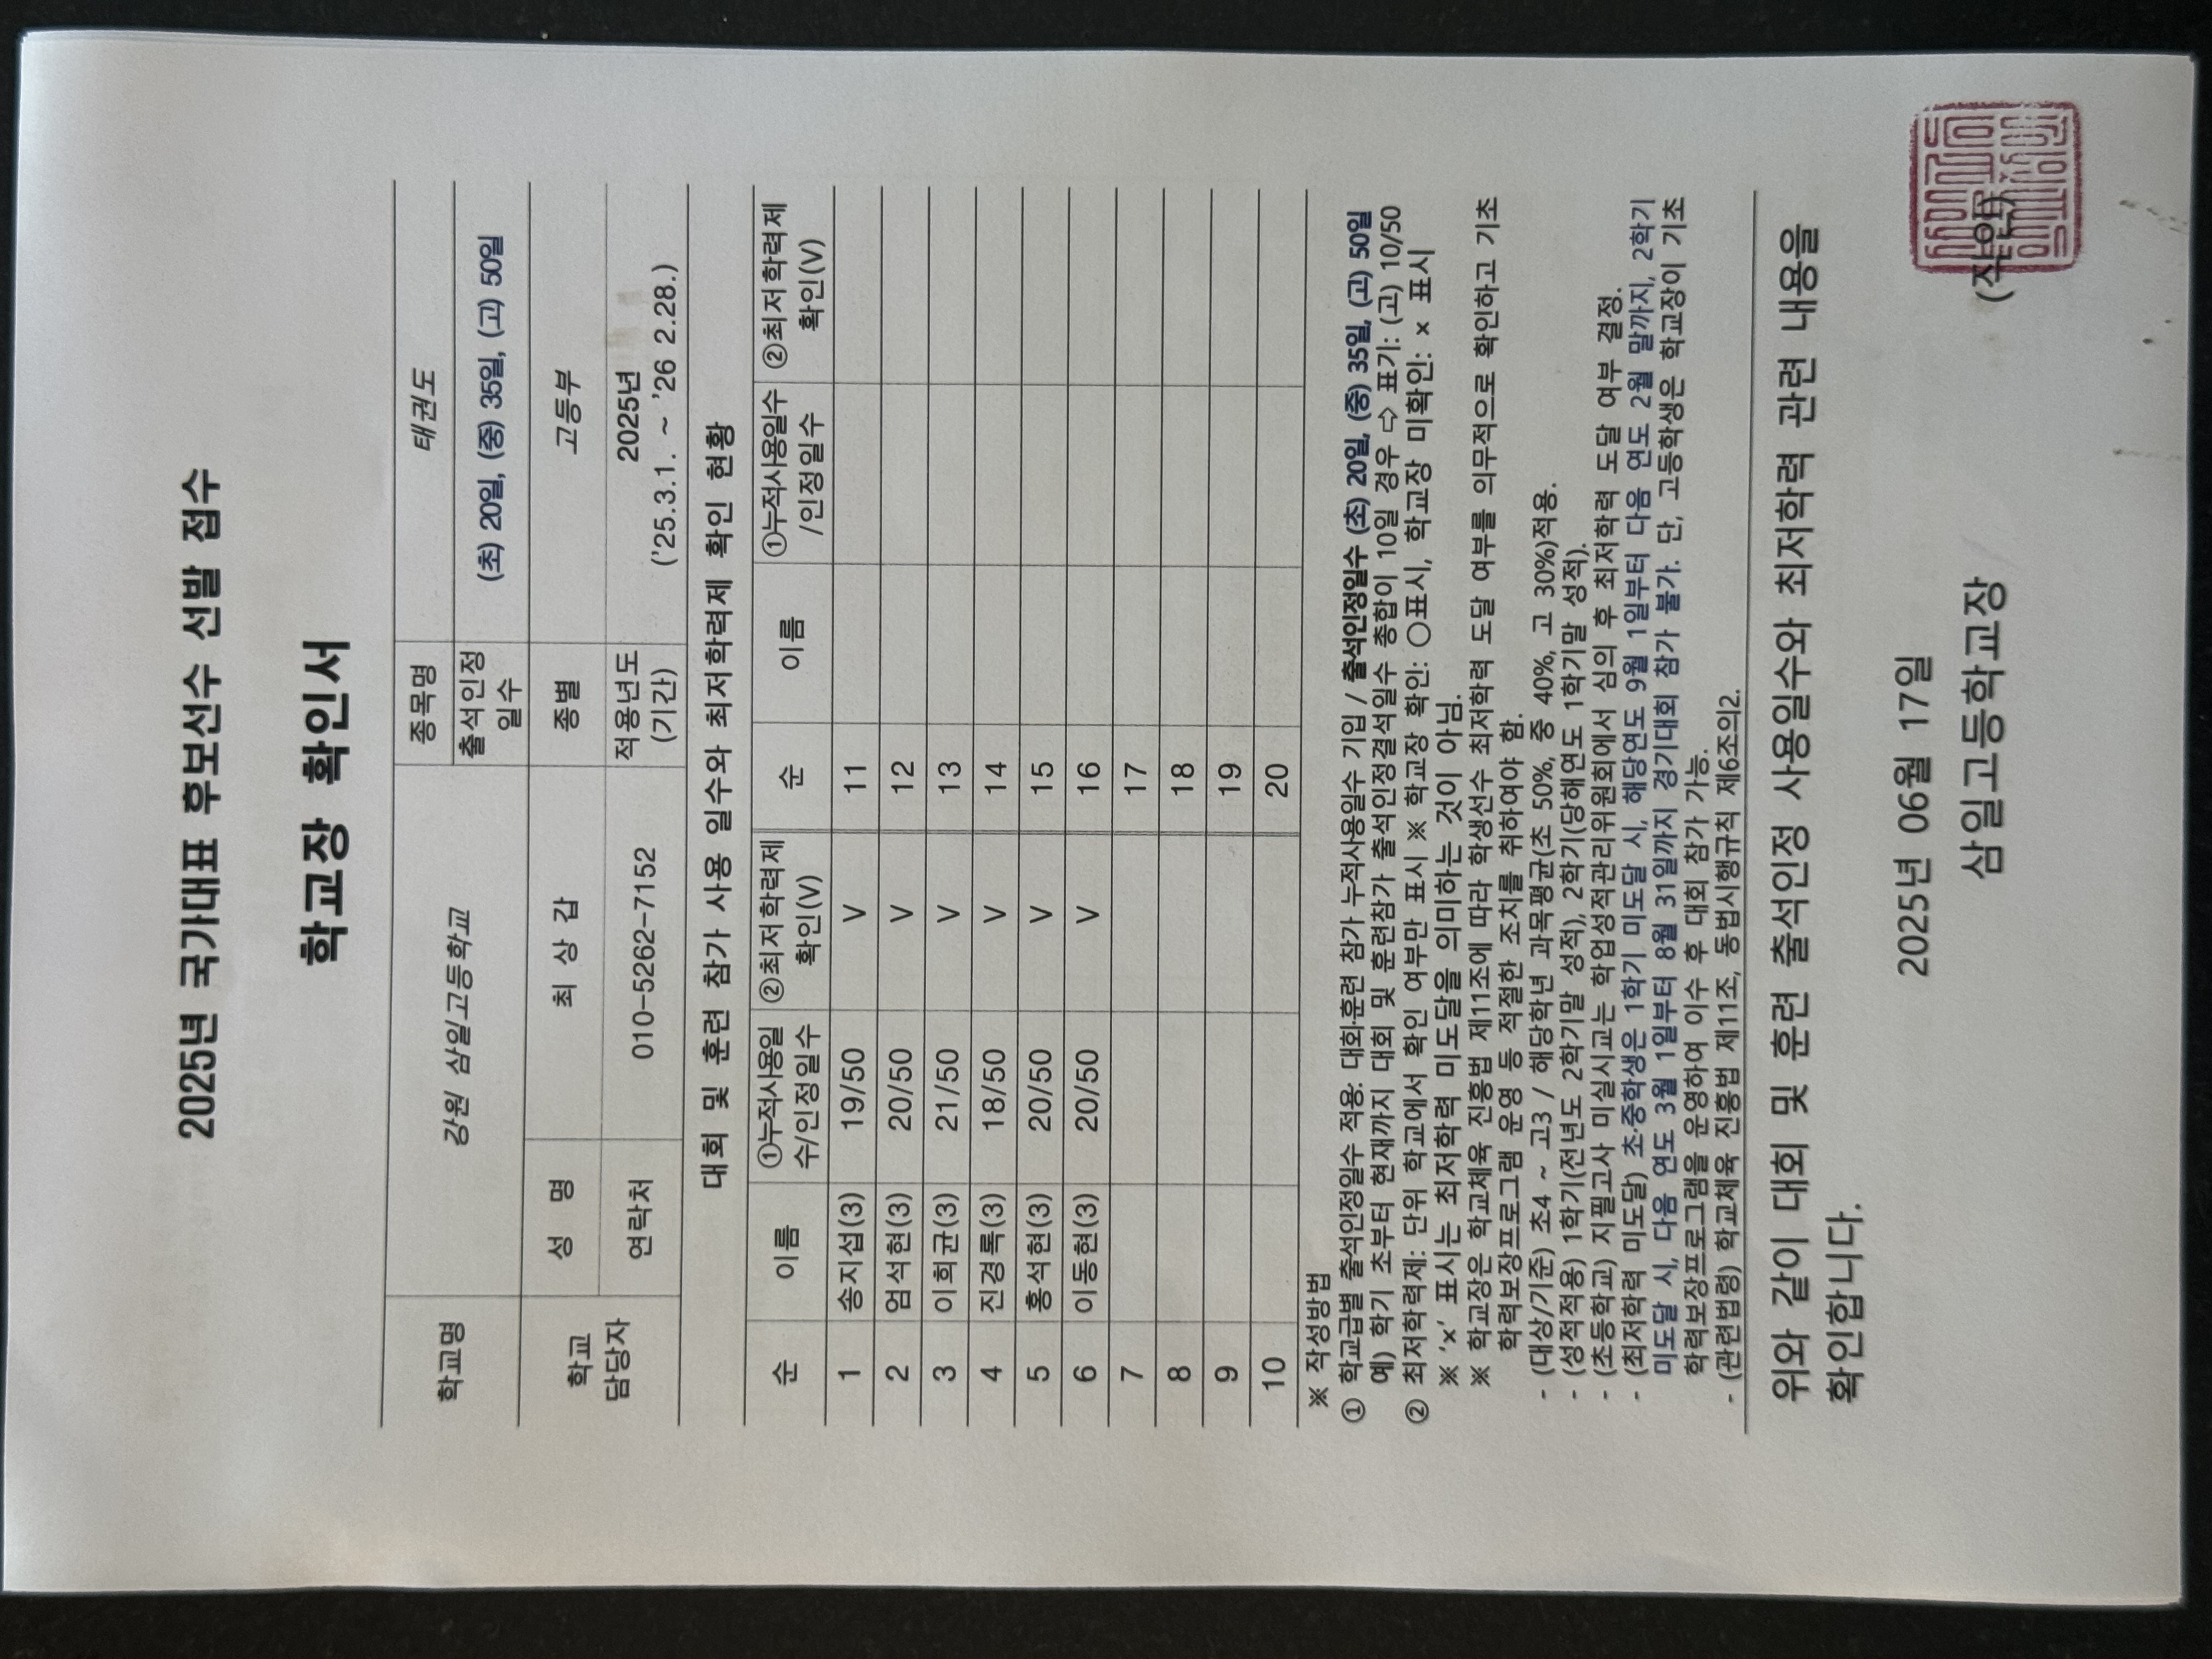 2025년 국가대표 후보선수 선발 접수
학교장 확인서
학교명 강원 삼일고등학교 종목명 태권도
출석인정 일수 (초) 20일, (중) 35일, (고) 50일
학교 담당자 성 명 최 상 갑 종별 고등부
연락처 010-5262-7152 적용년도 (기간) 2025년 ('25.3.1. ~ '26 2.28.)
대회 및 훈련 참가 사용 일수와 최저학력제 확인 현황
순 이름 ①누적사용일수/인정일수 ②최저학력제 확인(V) 순 이름 ①누적사용일수/인정일수 ②최저학력제 확인(V)
1 송지섭(3) 19/50 V 11
2 엄석현(3) 20/50 V 12
3 이희균(3) 21/50 V 13
4 진경록(3) 18/50 V 14
5 홍석현(3) 20/50 V 15
6 이동현(3) 20/50 V 16
7 17
8 18
9 19
10 20
※ 작성방법
① 학교급별 출석인정일수 적용: 대회·훈련 참가 누적사용일수 기입 / 출석인정일수 (초) 20일, (중) 35일, (고) 50일
예) 학기 초부터 현재까지 대회 및 훈련참가 출석인정결석일수 총합이 10일 경우 ⇨ 표기: (고) 10/50
② 최저학력제: 단위 학교에서 확인 여부만 표시 ※ 학교장 확인: ○표시, 학교장 미확인: × 표시
※ '×' 표시는 최저학력 미도달을 의미하는 것이 아님.
※ 학교장은 학교체육 진흥법 제11조에 따라 학생선수 최저학력 도달 여부를 의무적으로 확인하고 기초
학력보장프로그램 운영 등 적절한 조치를 취하여야 함.
- (대상/기준) 초4 ~ 고3 / 해당학년 과목평균(초 50%, 중 40%, 고 30%)적용.
- (성적적용) 1학기(전년도 2학기말 성적), 2학기(당해연도 1학기말 성적).
- (초등학교) 지필고사 미실시교는 학업성적관리위원회에서 심의 후 최저학력 도달 여부 결정.
- (최저학력 미도달) 초·중학생은 1학기 미도달 시, 해당연도 9월 1일부터 다음 연도 2월 말까지, 2학기
미도달 시, 다음 연도 3월 1일부터 8월 31일까지 경기대회 참가 불가. 단, 고등학생은 학교장이 기초
학력보장프로그램을 운영하여 이수 후 대회 참가 가능.
- (관련법령) 학교체육 진흥법 제11조, 동법시행규칙 제6조의2.
위와 같이 대회 및 훈련 출석인정 사용일수와 최저학력 관련 내용을
확인합니다.
2025년 06월 17일
삼일고등학교장 (직인)